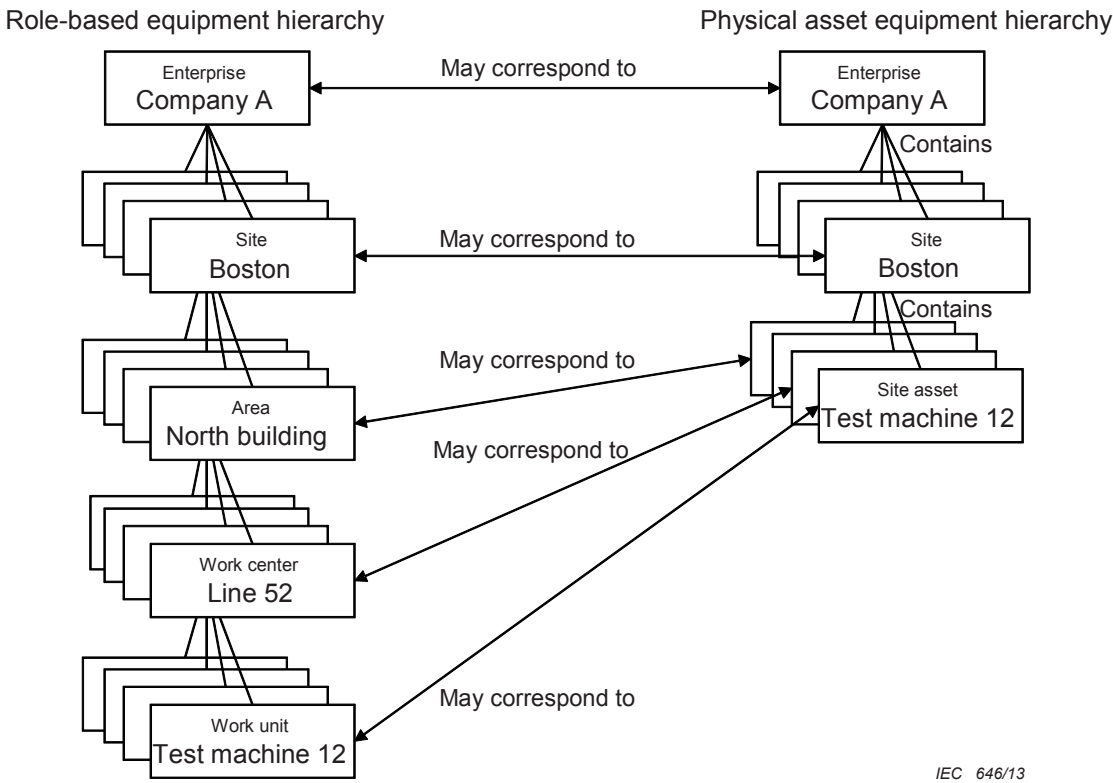 Role-based equipment hierarchy
Physical asset equipment hierarchy
Enterprise
Company A
May correspond to
Enterprise
Company A
Contains
Site
Boston
May correspond to
Site
Boston
Contains
May correspond to
Area
North building
Site asset
Test machine 12
May correspond to
Work center
Line 52
May correspond to
Work unit
Test machine 12
IEC 646/13